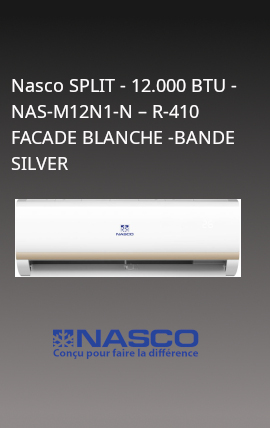 Nasco SPLIT - 12.000 BTU -
NAS-M12N1-N – R-410
FACADE BLANCHE -BANDE
SILVER
NASCO
NASCO
Conçu pour faire la différence